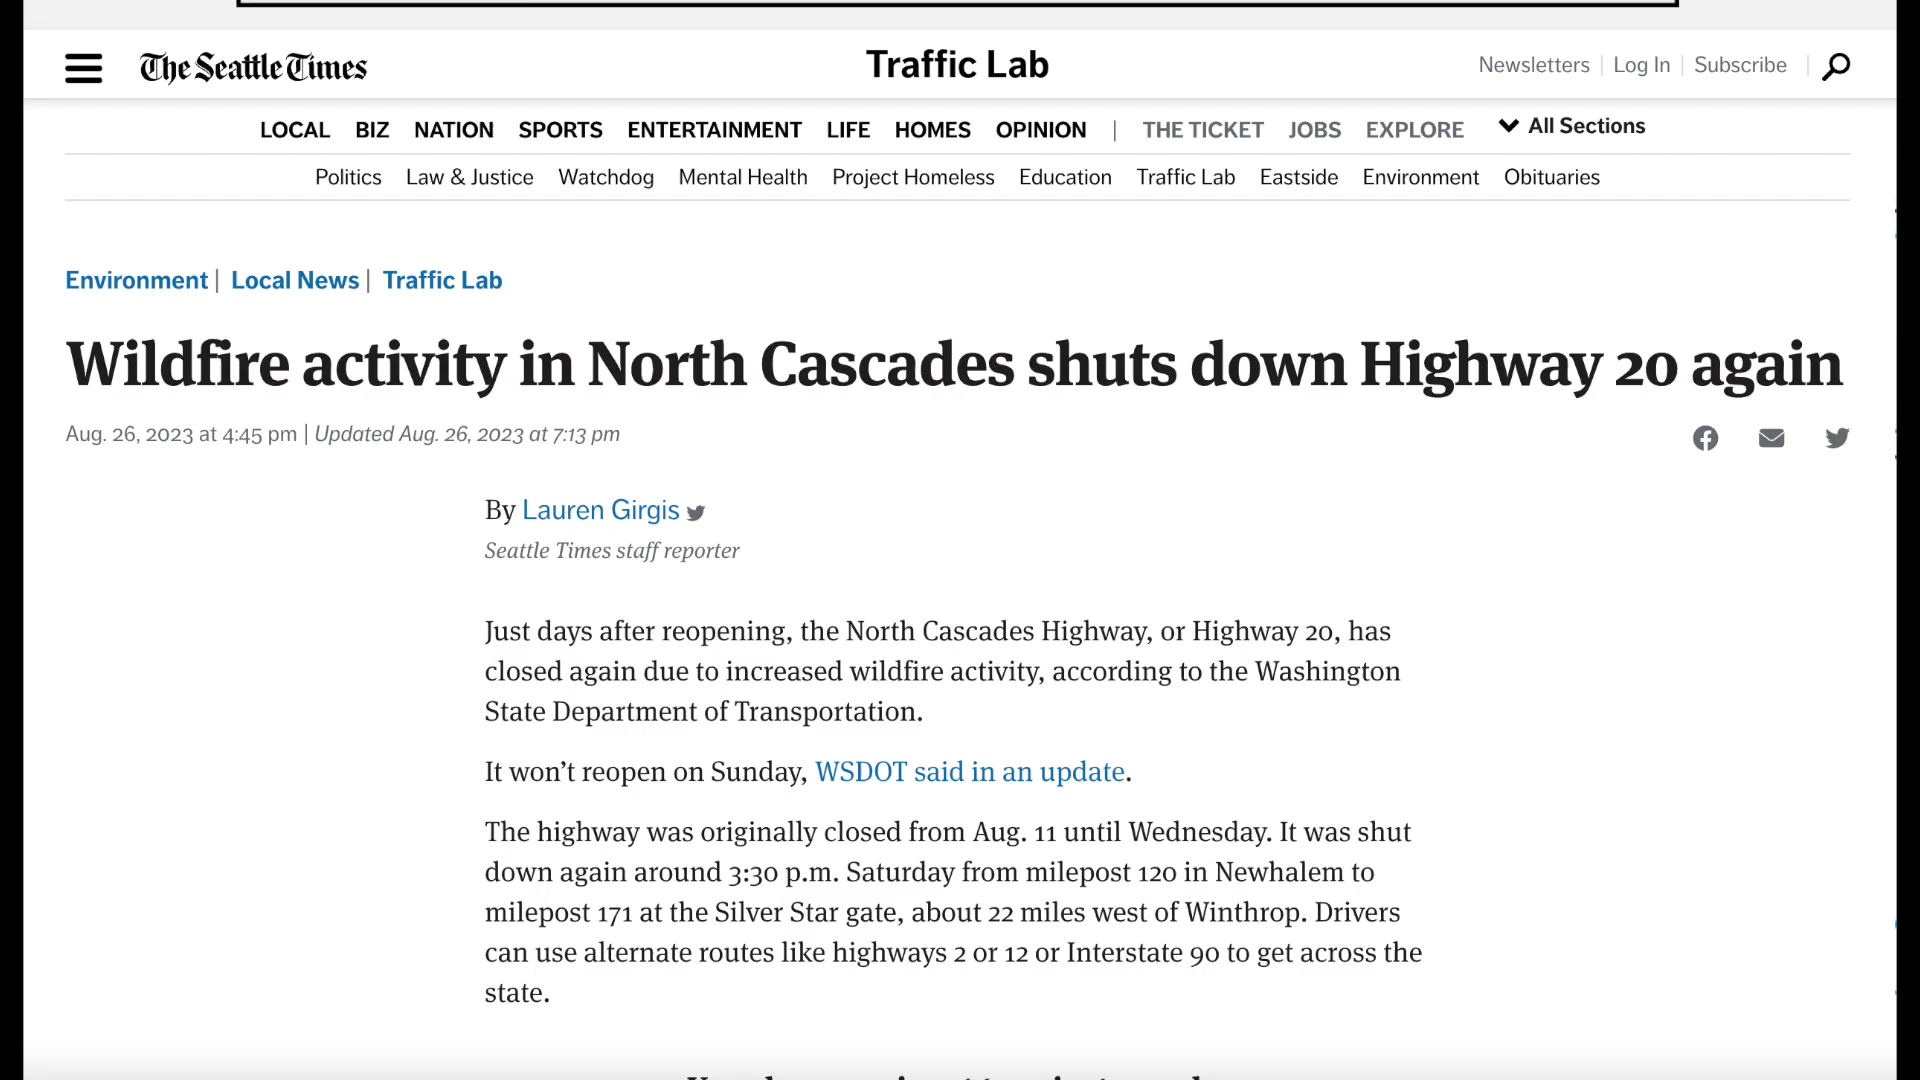 The Seattle Times
Traffic Lab
Newsletters | Log In | Subscribe
LOCAL BIZ NATION SPORTS ENTERTAINMENT LIFE HOMES OPINION | THE TICKET JOBS EXPLORE All Sections
Politics Law & Justice Watchdog Mental Health Project Homeless Education Traffic Lab Eastside Environment Obituaries
Environment | Local News | Traffic Lab
Wildfire activity in North Cascades shuts down Highway 20 again
Aug. 26, 2023 at 4:45 pm | Updated Aug. 26, 2023 at 7:13 pm
By Lauren Girgis
Seattle Times staff reporter
Just days after reopening, the North Cascades Highway, or Highway 20, has
closed again due to increased wildfire activity, according to the Washington
State Department of Transportation.
It won’t reopen on Sunday, WSDOT said in an update.
The highway was originally closed from Aug. 11 until Wednesday. It was shut
down again around 3:30 p.m. Saturday from milepost 120 in Newhalem to
milepost 171 at the Silver Star gate, about 22 miles west of Winthrop. Drivers
can use alternate routes like highways 2 or 12 or Interstate 90 to get across the
state.